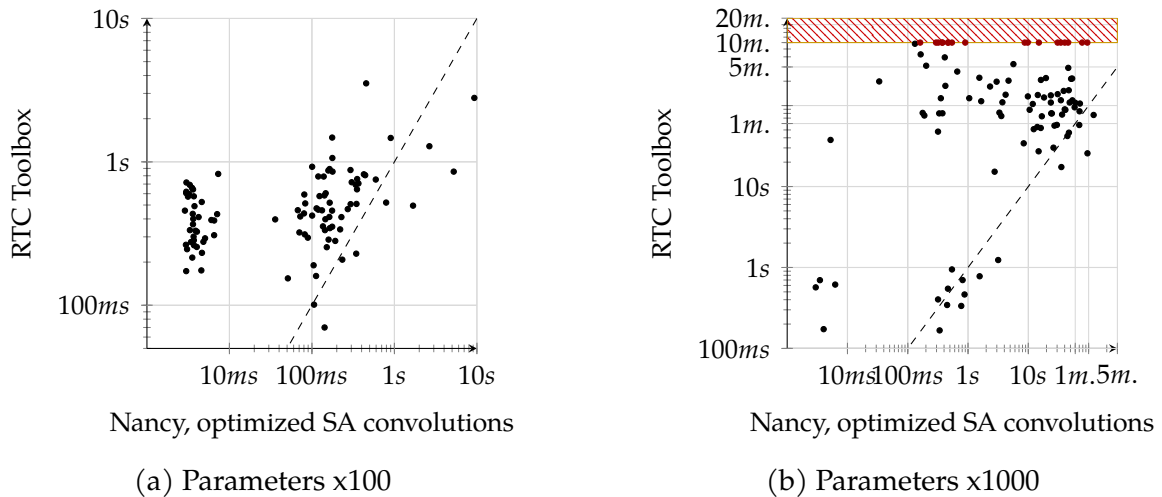 10s
1s
100ms
RTC Toolbox
10ms 100ms 1s 10s
Nancy, optimized SA convolutions
(a) Parameters x100
20m.
10m.
5m.
1m.
10s
1s
100ms
RTC Toolbox
10ms 100ms 1s 10s 1m. 5m.
Nancy, optimized SA convolutions
(b) Parameters x1000